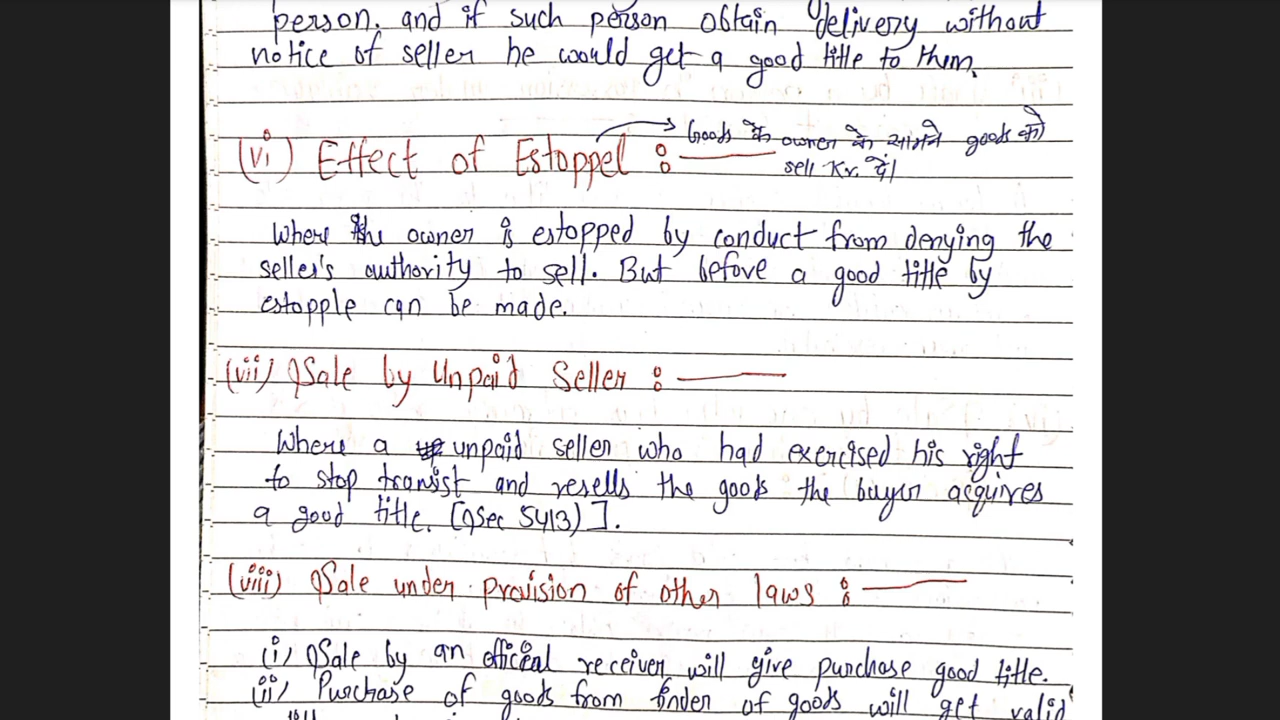 person. and if such person obtain delivery without
notice of seller he would get a good title to them.
(vi) Effect of Estoppel :— → Goods के owner के सामने goods को
sell kr दे।
Where the owner is estopped by conduct from denying the
seller's authority to sell. But before a good title by
estopple can be made.
(vii) Sale by Unpaid Seller :—
Where a unpaid seller who had exercised his right
to stop transist and resells the goods the buyer acquires
a good title. [Sec 54(3)].
(viii) Sale under provision of other laws :—
(i) Sale by an official receiver will give purchase good title.
(ii) Purchase of goods from finder of goods will get valid